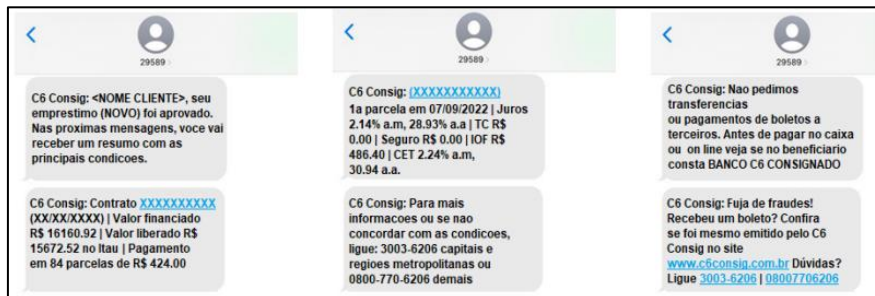 29589
C6 Consig: <NOME CLIENTE>, seu
emprestimo (NOVO) foi aprovado.
Nas proximas mensagens, voce vai
receber um resumo com as
principais condicoes.
C6 Consig: Contrato XXXXXXXXXX
(XX/XX/XXXX) | Valor financiado
R$ 16160.92 | Valor liberado R$
15672.52 no Itau | Pagamento
em 84 parcelas de R$ 424.00
29589
C6 Consig: (XXXXXXXXXXX)
1a parcela em 07/09/2022 | Juros
2.14% a.m, 28.93% a.a | TC R$
0.00 | Seguro R$ 0.00 | IOF R$
486.40 | CET 2.24% a.m,
30.94 a.a.
C6 Consig: Para mais
informacoes ou se nao
concordar com as condicoes,
ligue: 3003-6206 capitais e
regioes metropolitanas ou
0800-770-6206 demais
29589
C6 Consig: Nao pedimos
transferencias
ou pagamentos de boletos a
terceiros. Antes de pagar no caixa
ou on line veja se no beneficiario
consta BANCO C6 CONSIGNADO
C6 Consig: Fuja de fraudes!
Recebeu um boleto? Confira
se foi mesmo emitido pelo C6
Consig no site
www.c6consig.com.br Dúvidas?
Ligue 3003-6206 | 08007706206